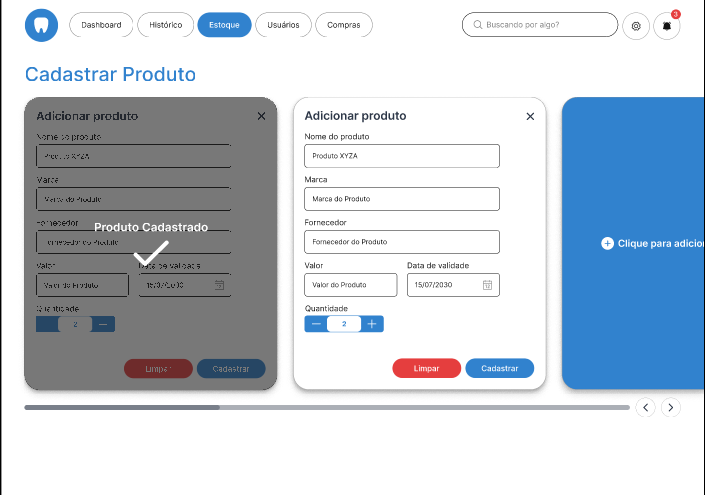 Dashboard
Histórico
Estoque
Usuários
Compras
Buscando por algo?
3
Cadastrar Produto
Adicionar produto
Nome do produto
Produto XYZA
Marca
Marca do Produto
Fornecedor
Produto Cadastrado
Fornecedor do Produto
Valor
Data de validade
Valor do Produto
15/07/2030
Quantidade
2
Limpar
Cadastrar
Adicionar produto
Nome do produto
Produto XYZA
Marca
Marca do Produto
Fornecedor
Fornecedor do Produto
Valor
Data de validade
Valor do Produto
15/07/2030
Quantidade
2
Limpar
Cadastrar
Clique para adicior